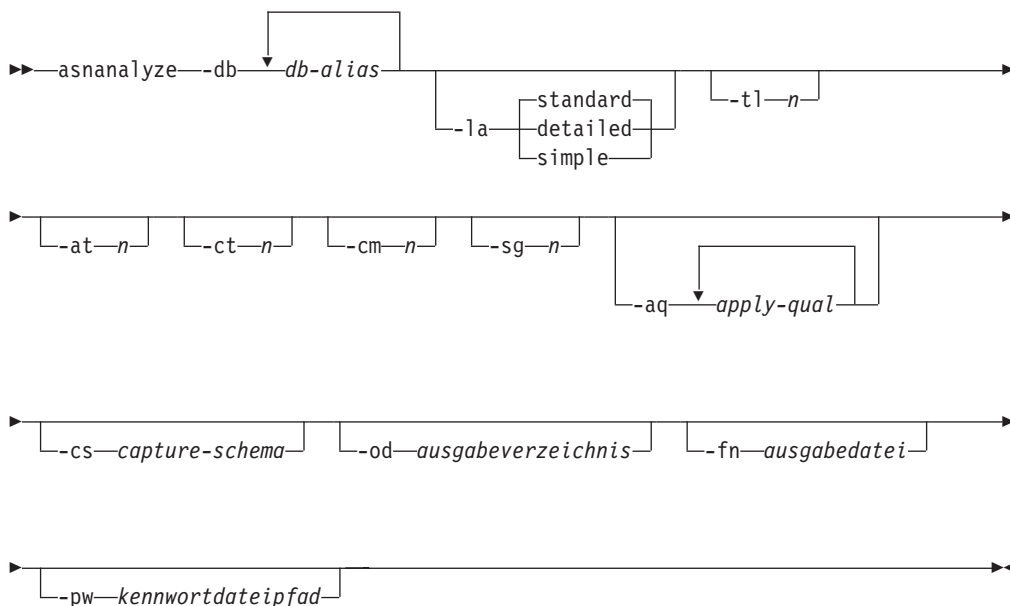 asnanalyze -db db-alias
-la standard
detailed
simple
-tl n
-at n -ct n -cm n -sg n
-aq apply-qual
-cs capture-schema -od ausgabeverzeichnis -fn ausgabedatei
-pw kennwortdateipfad